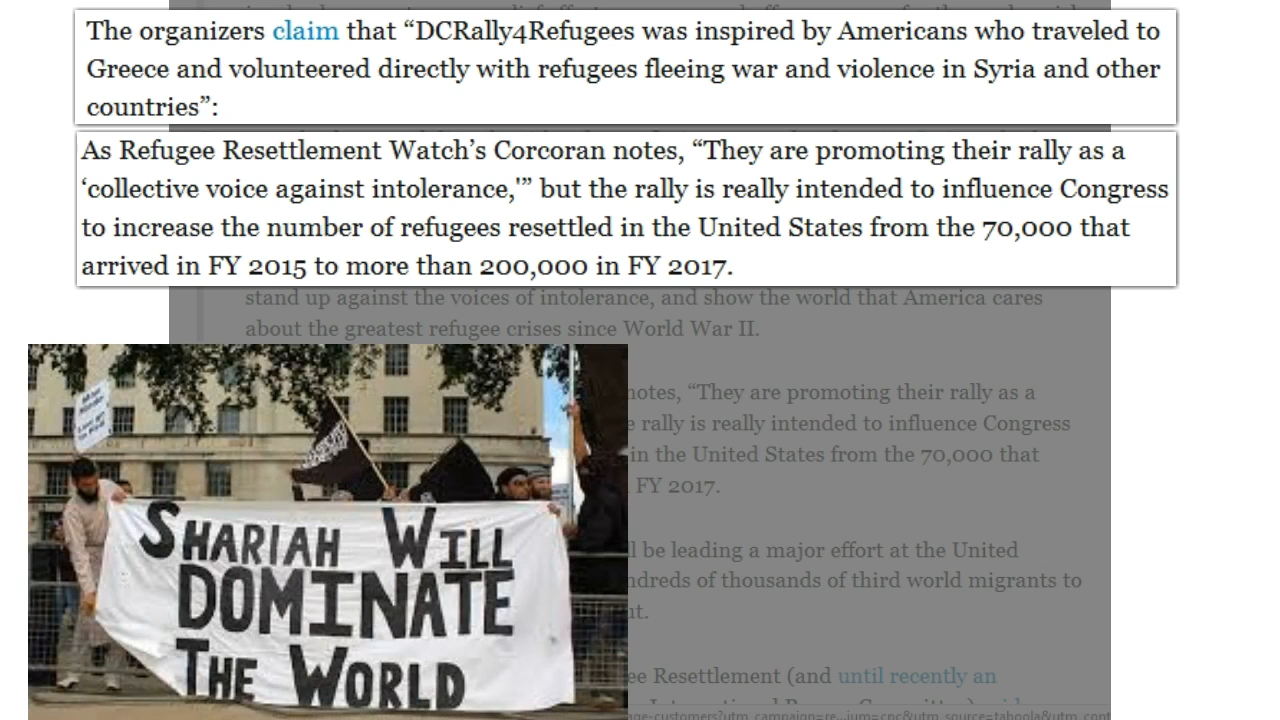 The organizers claim that “DCRally4Refugees was inspired by Americans who traveled to
Greece and volunteered directly with refugees fleeing war and violence in Syria and other
countries”:
As Refugee Resettlement Watch’s Corcoran notes, “They are promoting their rally as a
‘collective voice against intolerance,'” but the rally is really intended to influence Congress
to increase the number of refugees resettled in the United States from the 70,000 that
arrived in FY 2015 to more than 200,000 in FY 2017.
stand up against the voices of intolerance, and show the world that America cares
about the greatest refugee crises since World War II.
notes, “They are promoting their rally as a
rally is really intended to influence Congress
in the United States from the 70,000 that
FY 2017.
be leading a major effort at the United
of thousands of third world migrants to
Resettlement (and until recently an
SHARIAH WILL
DOMINATE
THE WORLD